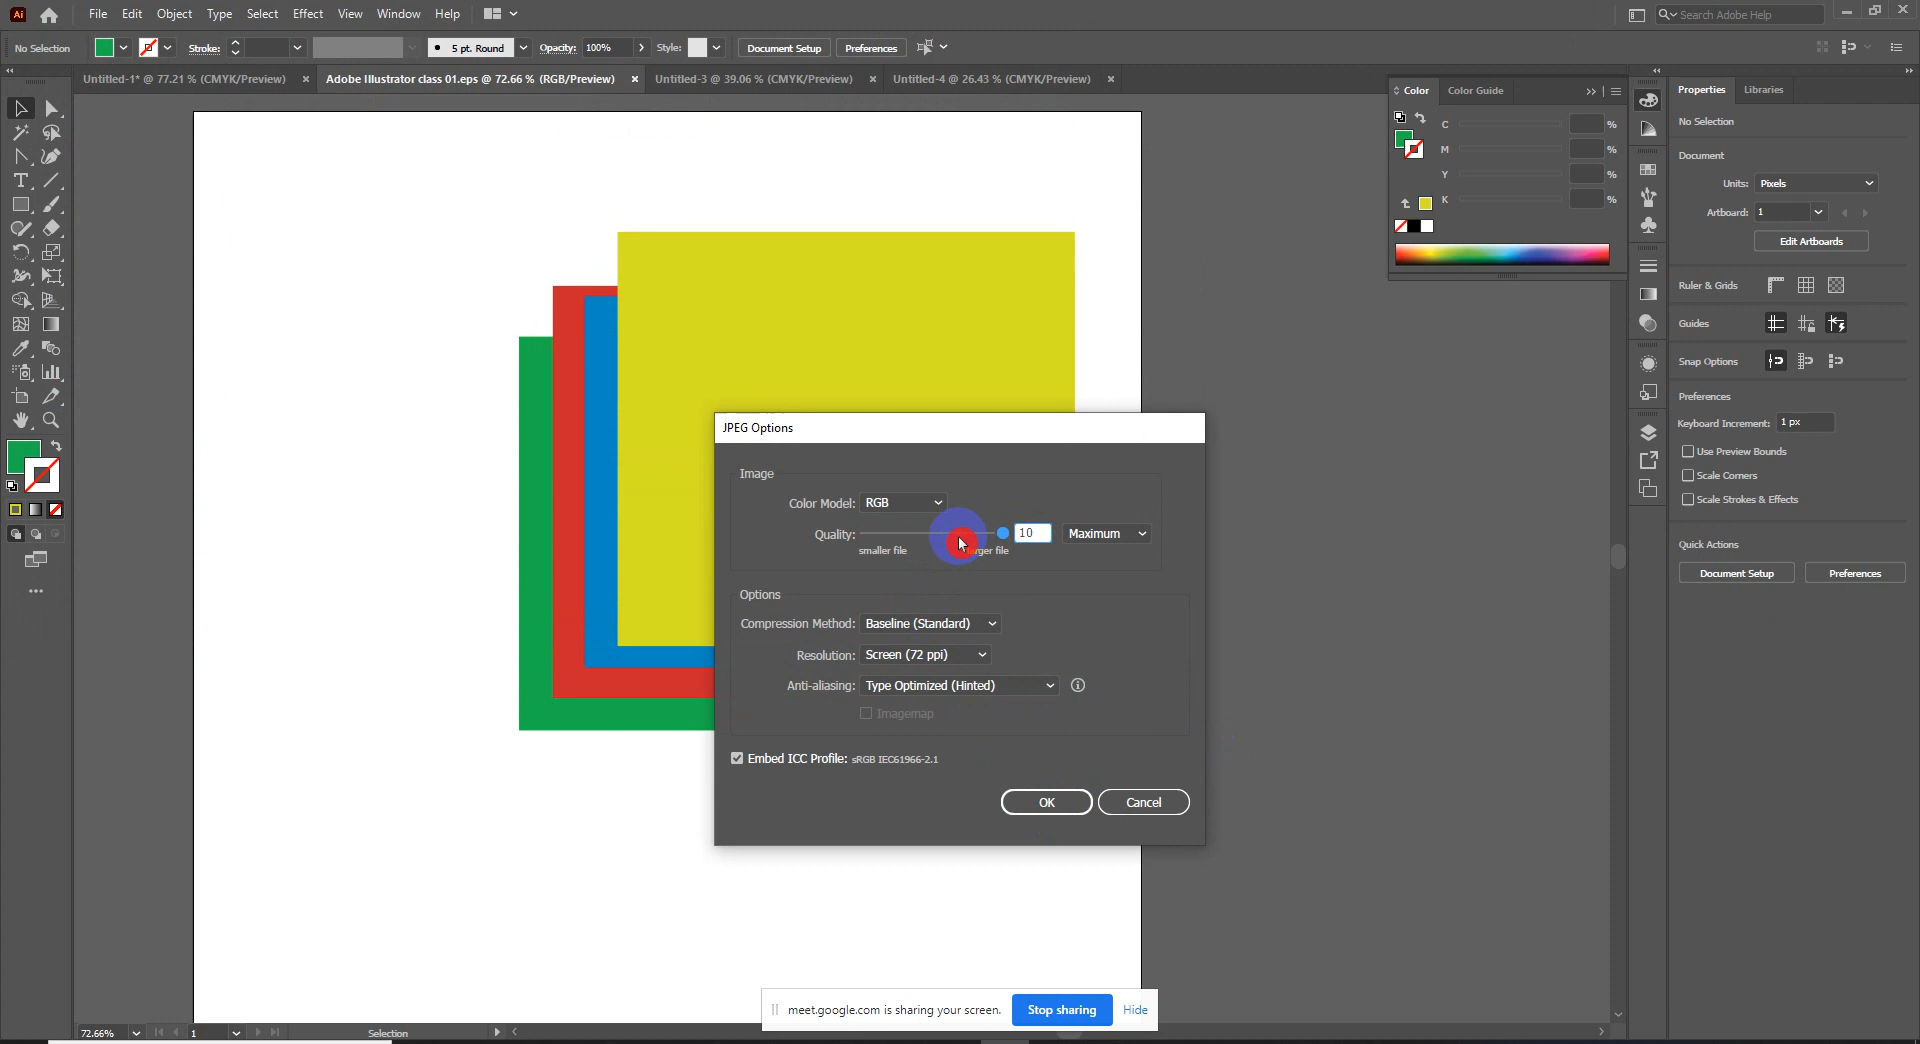 Ai
File Edit Object Type Select Effect View Window Help
Search Adobe Help
No Selection
Stroke:
5 pt. Round
Opacity: 100%
Style:
Document Setup
Preferences
Untitled-1* @ 77.21 % (CMYK/Preview)
Adobe Illustrator class 01.eps @ 72.66 % (RGB/Preview)
Untitled-3 @ 39.06 % (CMYK/Preview)
Untitled-4 @ 26.43 % (CMYK/Preview)
Color
Color Guide
C %
M %
Y %
K %
Properties
Libraries
No Selection
Document
Units: Pixels
Artboard: 1
Edit Artboards
Ruler & Grids
Guides
Snap Options
Preferences
Keyboard Increment: 1 px
Use Preview Bounds
Scale Corners
Scale Strokes & Effects
Quick Actions
Document Setup
Preferences
JPEG Options
Image
Color Model: RGB
Quality: 10 Maximum
smaller file file
Options
Compression Method: Baseline (Standard)
Resolution: Screen (72 ppi)
Anti-aliasing: Type Optimized (Hinted)
Imagemap
Embed ICC Profile: sRGB IEC61966-2.1
OK
Cancel
meet.google.com is sharing your screen.
Stop sharing
Hide
72.66%
1
Selection